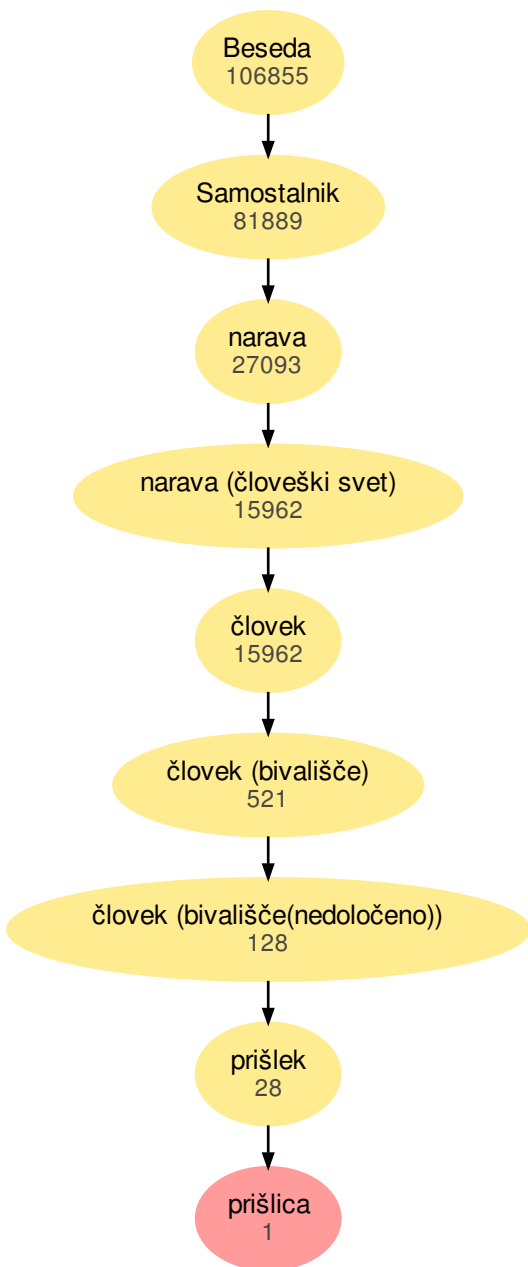 Beseda
106855
Samostalnik
81889
narava
27093
narava (človeški svet)
15962
človek
15962
človek (bivališče)
521
človek (bivališče(nedoločeno))
128
prišlek
28
prišlica
1